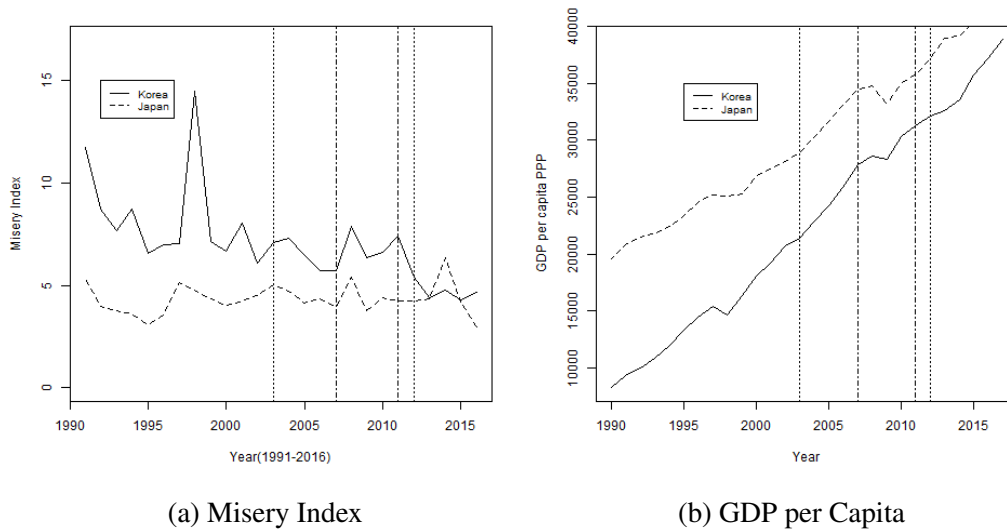 15
10
5
0
Misery Index
Korea
Japan
1990 1995 2000 2005 2010 2015
Year(1991-2016)
(a) Misery Index
40000
35000
30000
25000
20000
15000
10000
GDP per capita PPP
Korea
Japan
1990 1995 2000 2005 2010 2015
Year
(b) GDP per Capita